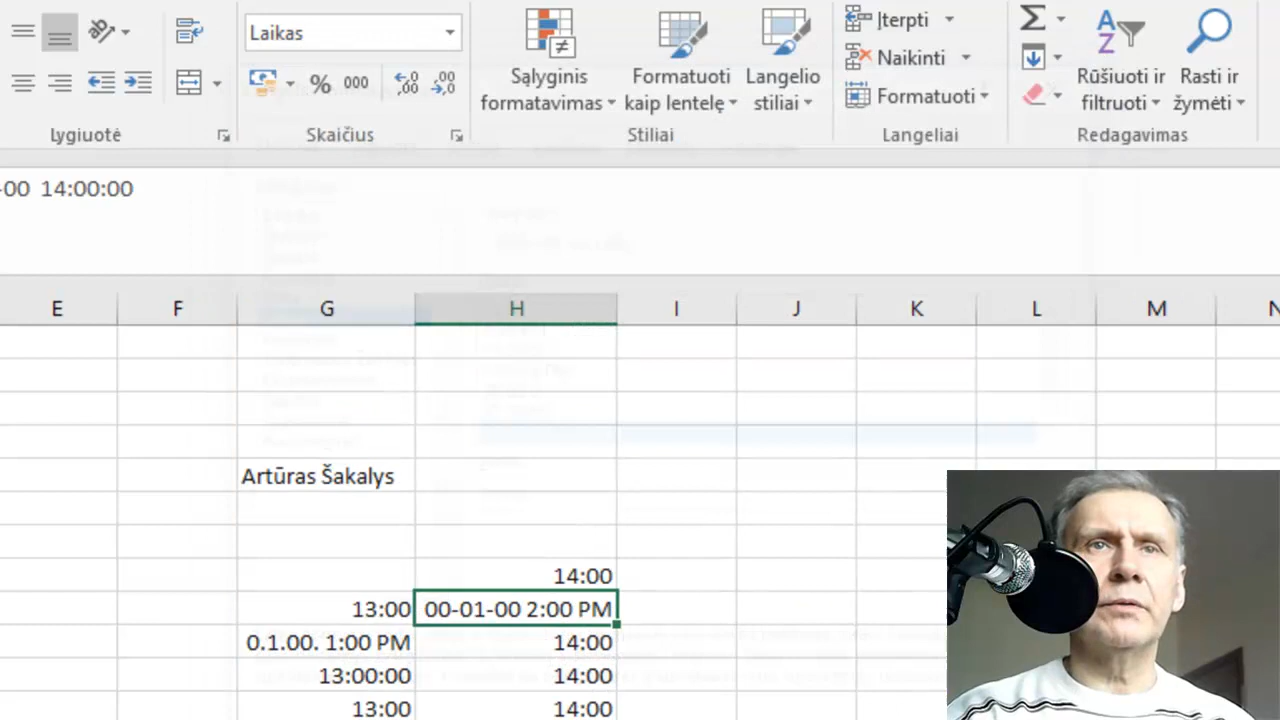 Laikas
% 000
Sąlyginis
formatavimas
Formatuoti
kaip lentelę
Langelio
stiliai
Įterpti
Naikinti
Formatuoti
Rūšiuoti ir
filtruoti
Rasti ir
žymėti
Lygiuotė
Skaičius
Stiliai
Langeliai
Redagavimas
-00 14:00:00
E F G H I J K L M N
Artūras Šakalys
14:00
13:00 00-01-00 2:00 PM
0.1.00. 1:00 PM 14:00
13:00:00 14:00
13:00 14:00